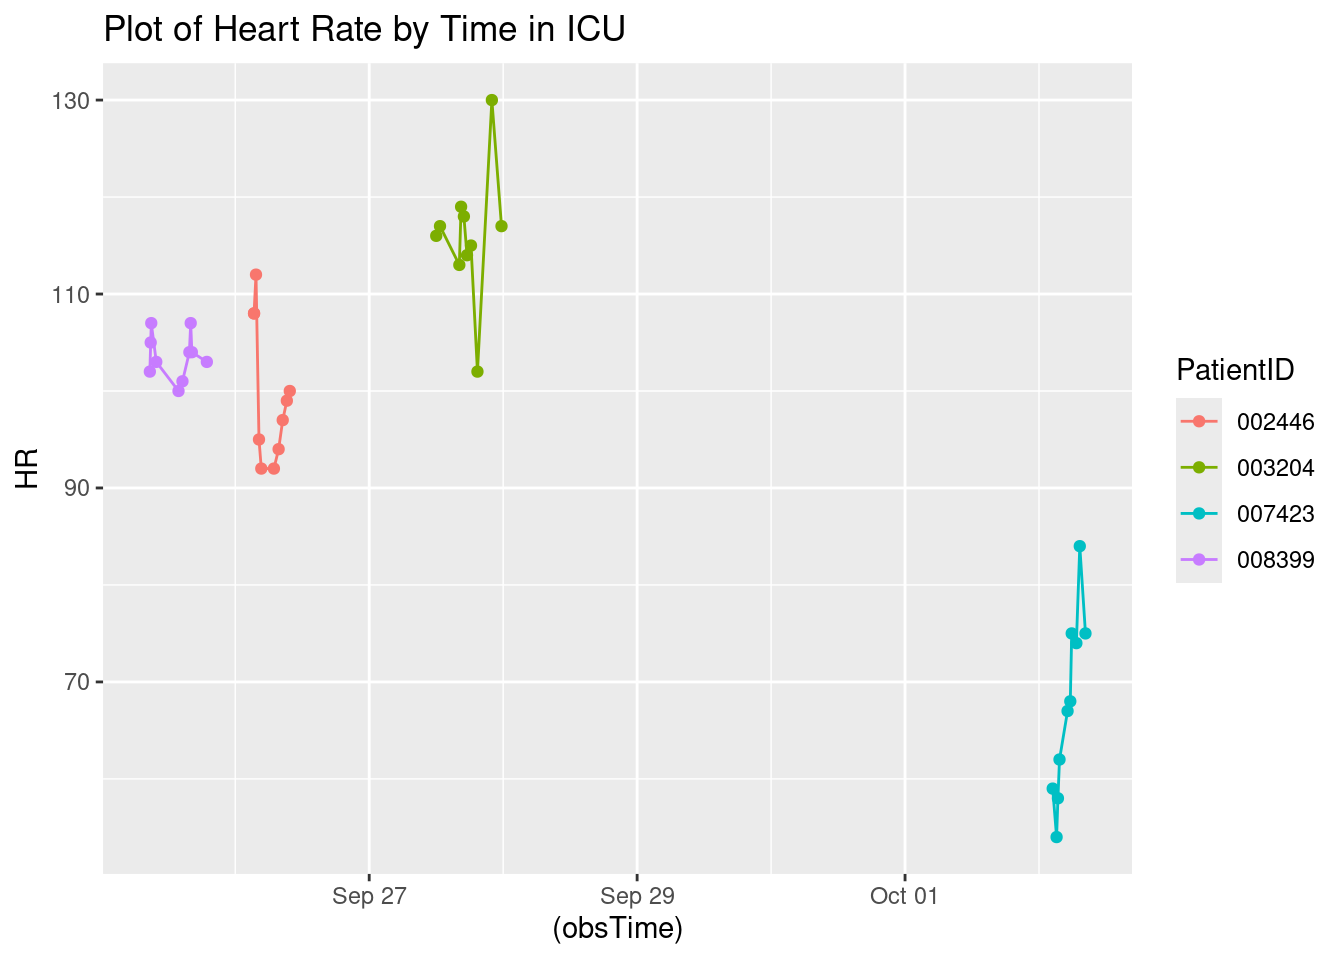 Plot of Heart Rate by Time in ICU
130
110
90
70
HR
Sep 27
Sep 29
Oct 01
(obsTime)
PatientID
002446
003204
007423
008399